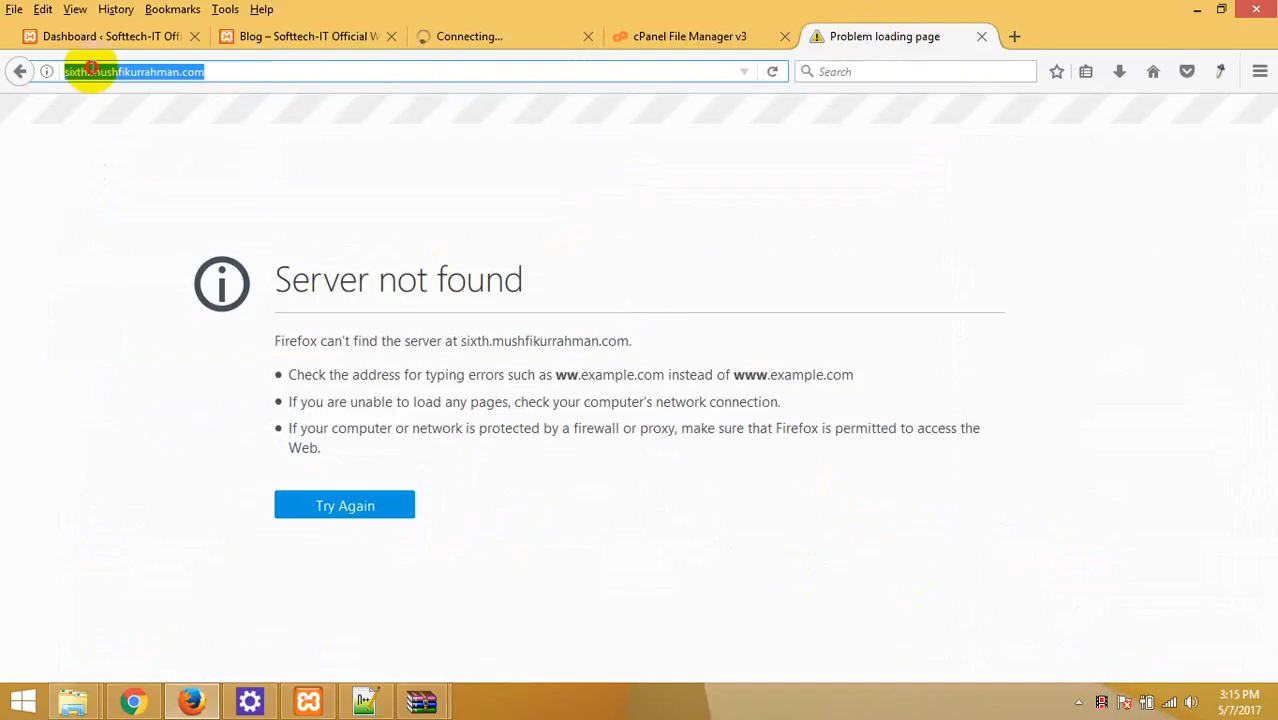 File Edit View History Bookmarks Tools Help
Dashboard ‹ Softtech-IT Offi Blog – Softtech-IT Official W Connecting... cPanel File Manager v3 Problem loading page
sixth.mushfikurrahman.com Search
Server not found
Firefox can't find the server at sixth.mushfikurrahman.com.
Check the address for typing errors such as ww.example.com instead of www.example.com
If you are unable to load any pages, check your computer's network connection.
If your computer or network is protected by a firewall or proxy, make sure that Firefox is permitted to access the
Web.
Try Again
3:15 PM
5/7/2017